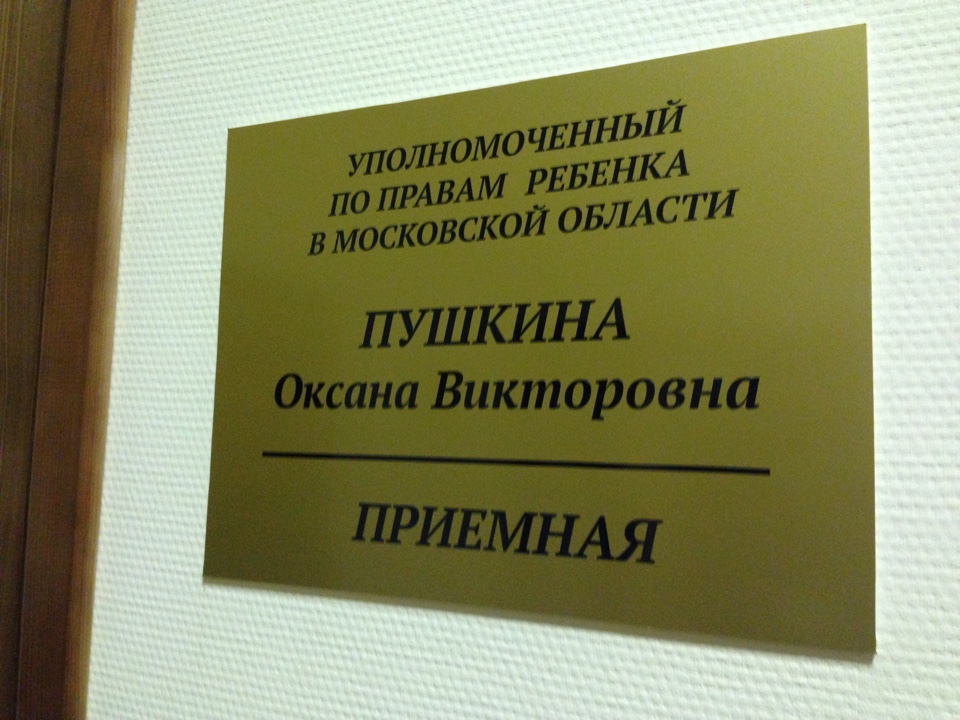 УПОЛНОМОЧЕННЫЙ
ПО ПРАВАМ РЕБЕНКА
В МОСКОВСКОЙ ОБЛАСТИ
ПУШКИНА
Оксана Викторовна
ПРИЕМНАЯ